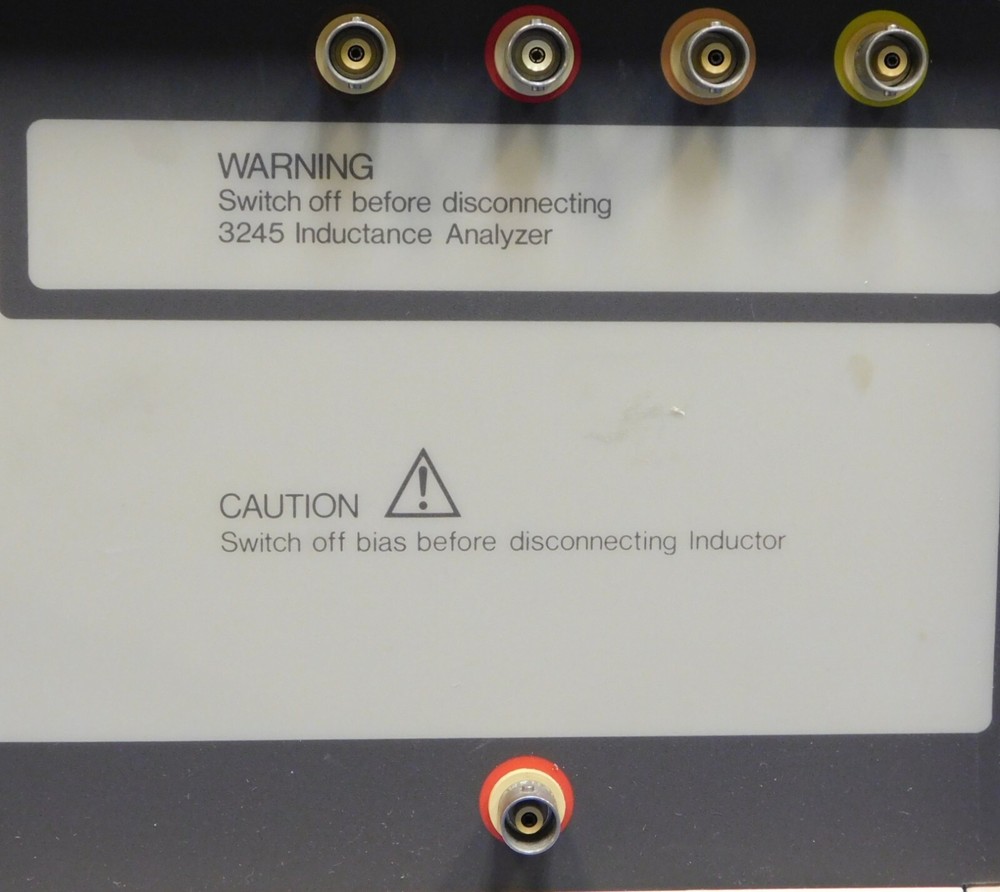 WARNING
Switch off before disconnecting
3245 Inductance Analyzer
CAUTION
Switch off bias before disconnecting Inductor